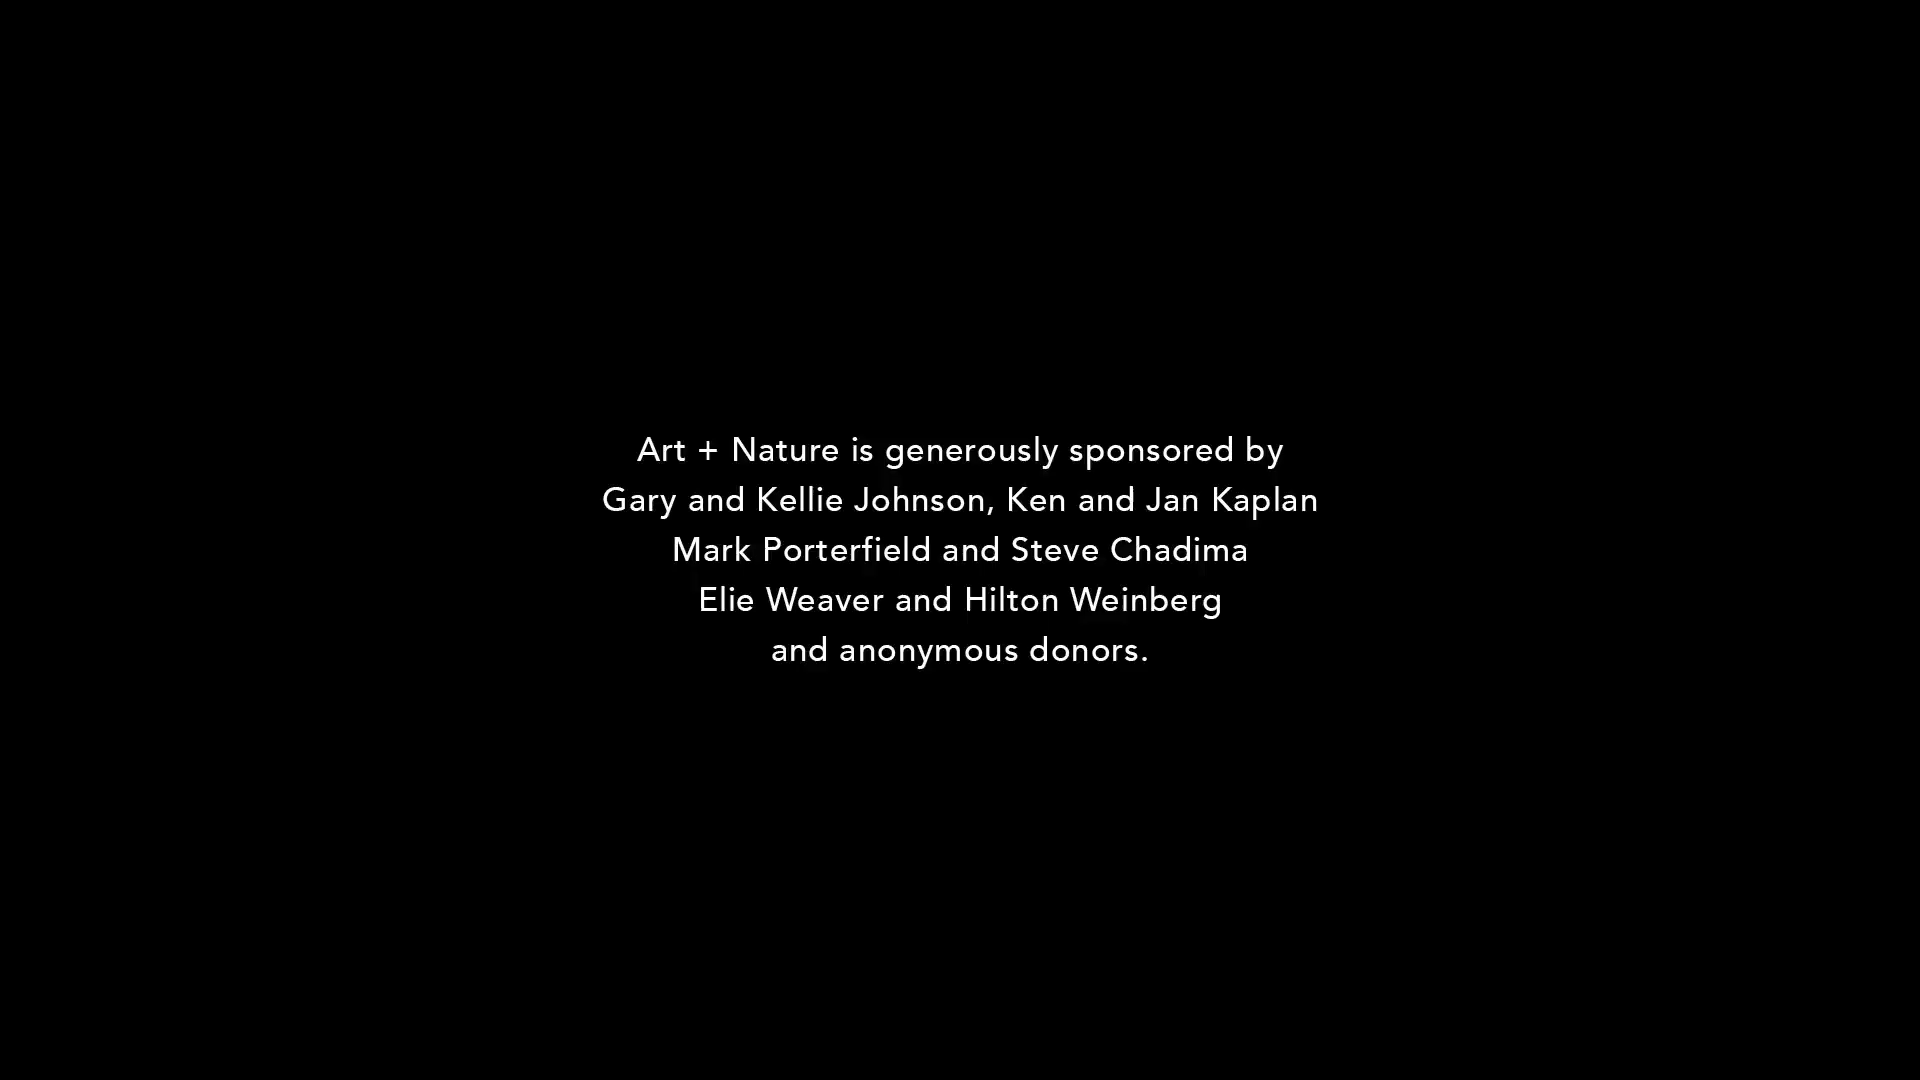 Art + Nature is generously sponsored by
Gary and Kellie Johnson, Ken and Jan Kaplan
Mark Porterfield and Steve Chadima
Elie Weaver and Hilton Weinberg
and anonymous donors.